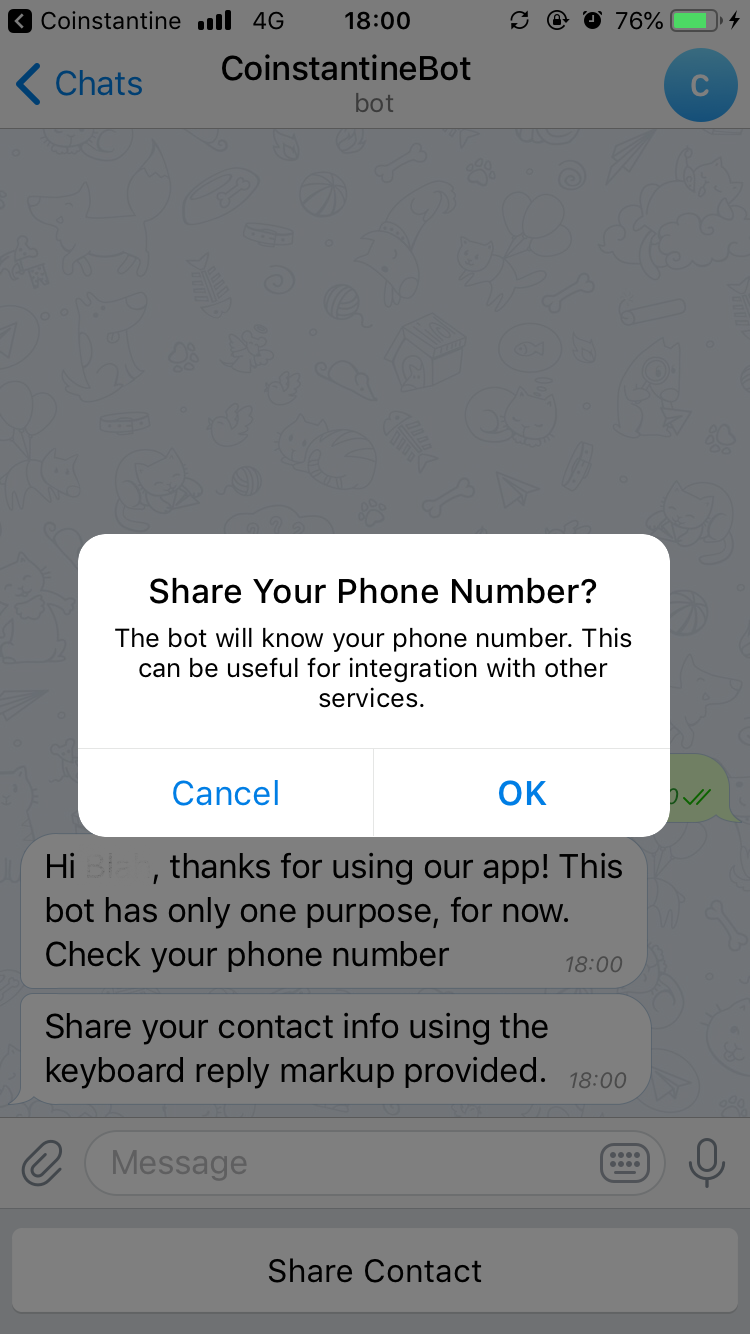 Coinstantine 4G 18:00 76%
Chats
CoinstantineBot
bot
C
Share Your Phone Number?
The bot will know your phone number. This
can be useful for integration with other
services.
Cancel OK
Hi , thanks for using our app! This
bot has only one purpose, for now.
Check your phone number 18:00
Share your contact info using the
keyboard reply markup provided. 18:00
Message
Share Contact